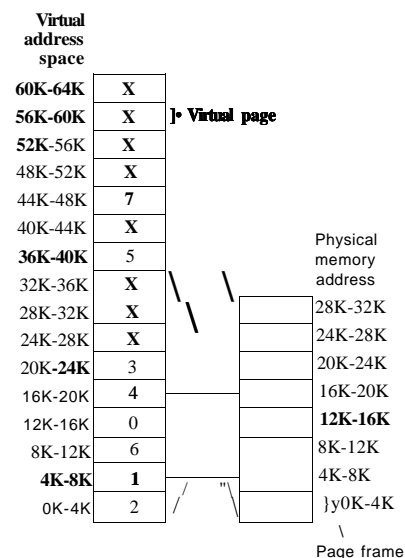 Virtual
address
space
60K-64K X
56K-60K X ]• Virtual page
52K-56K X
48K-52K X
44K-48K 7
40K-44K X
36K-40K 5
32K-36K X
28K-32K X
24K-28K X
20K-24K 3
16K-20K 4
12K-16K 0
8K-12K 6
4K-8K 1
0K-4K 2
Physical
memory
address
28K-32K
24K-28K
20K-24K
16K-20K
12K-16K
8K-12K
4K-8K
}y0K-4K
\
Page frame